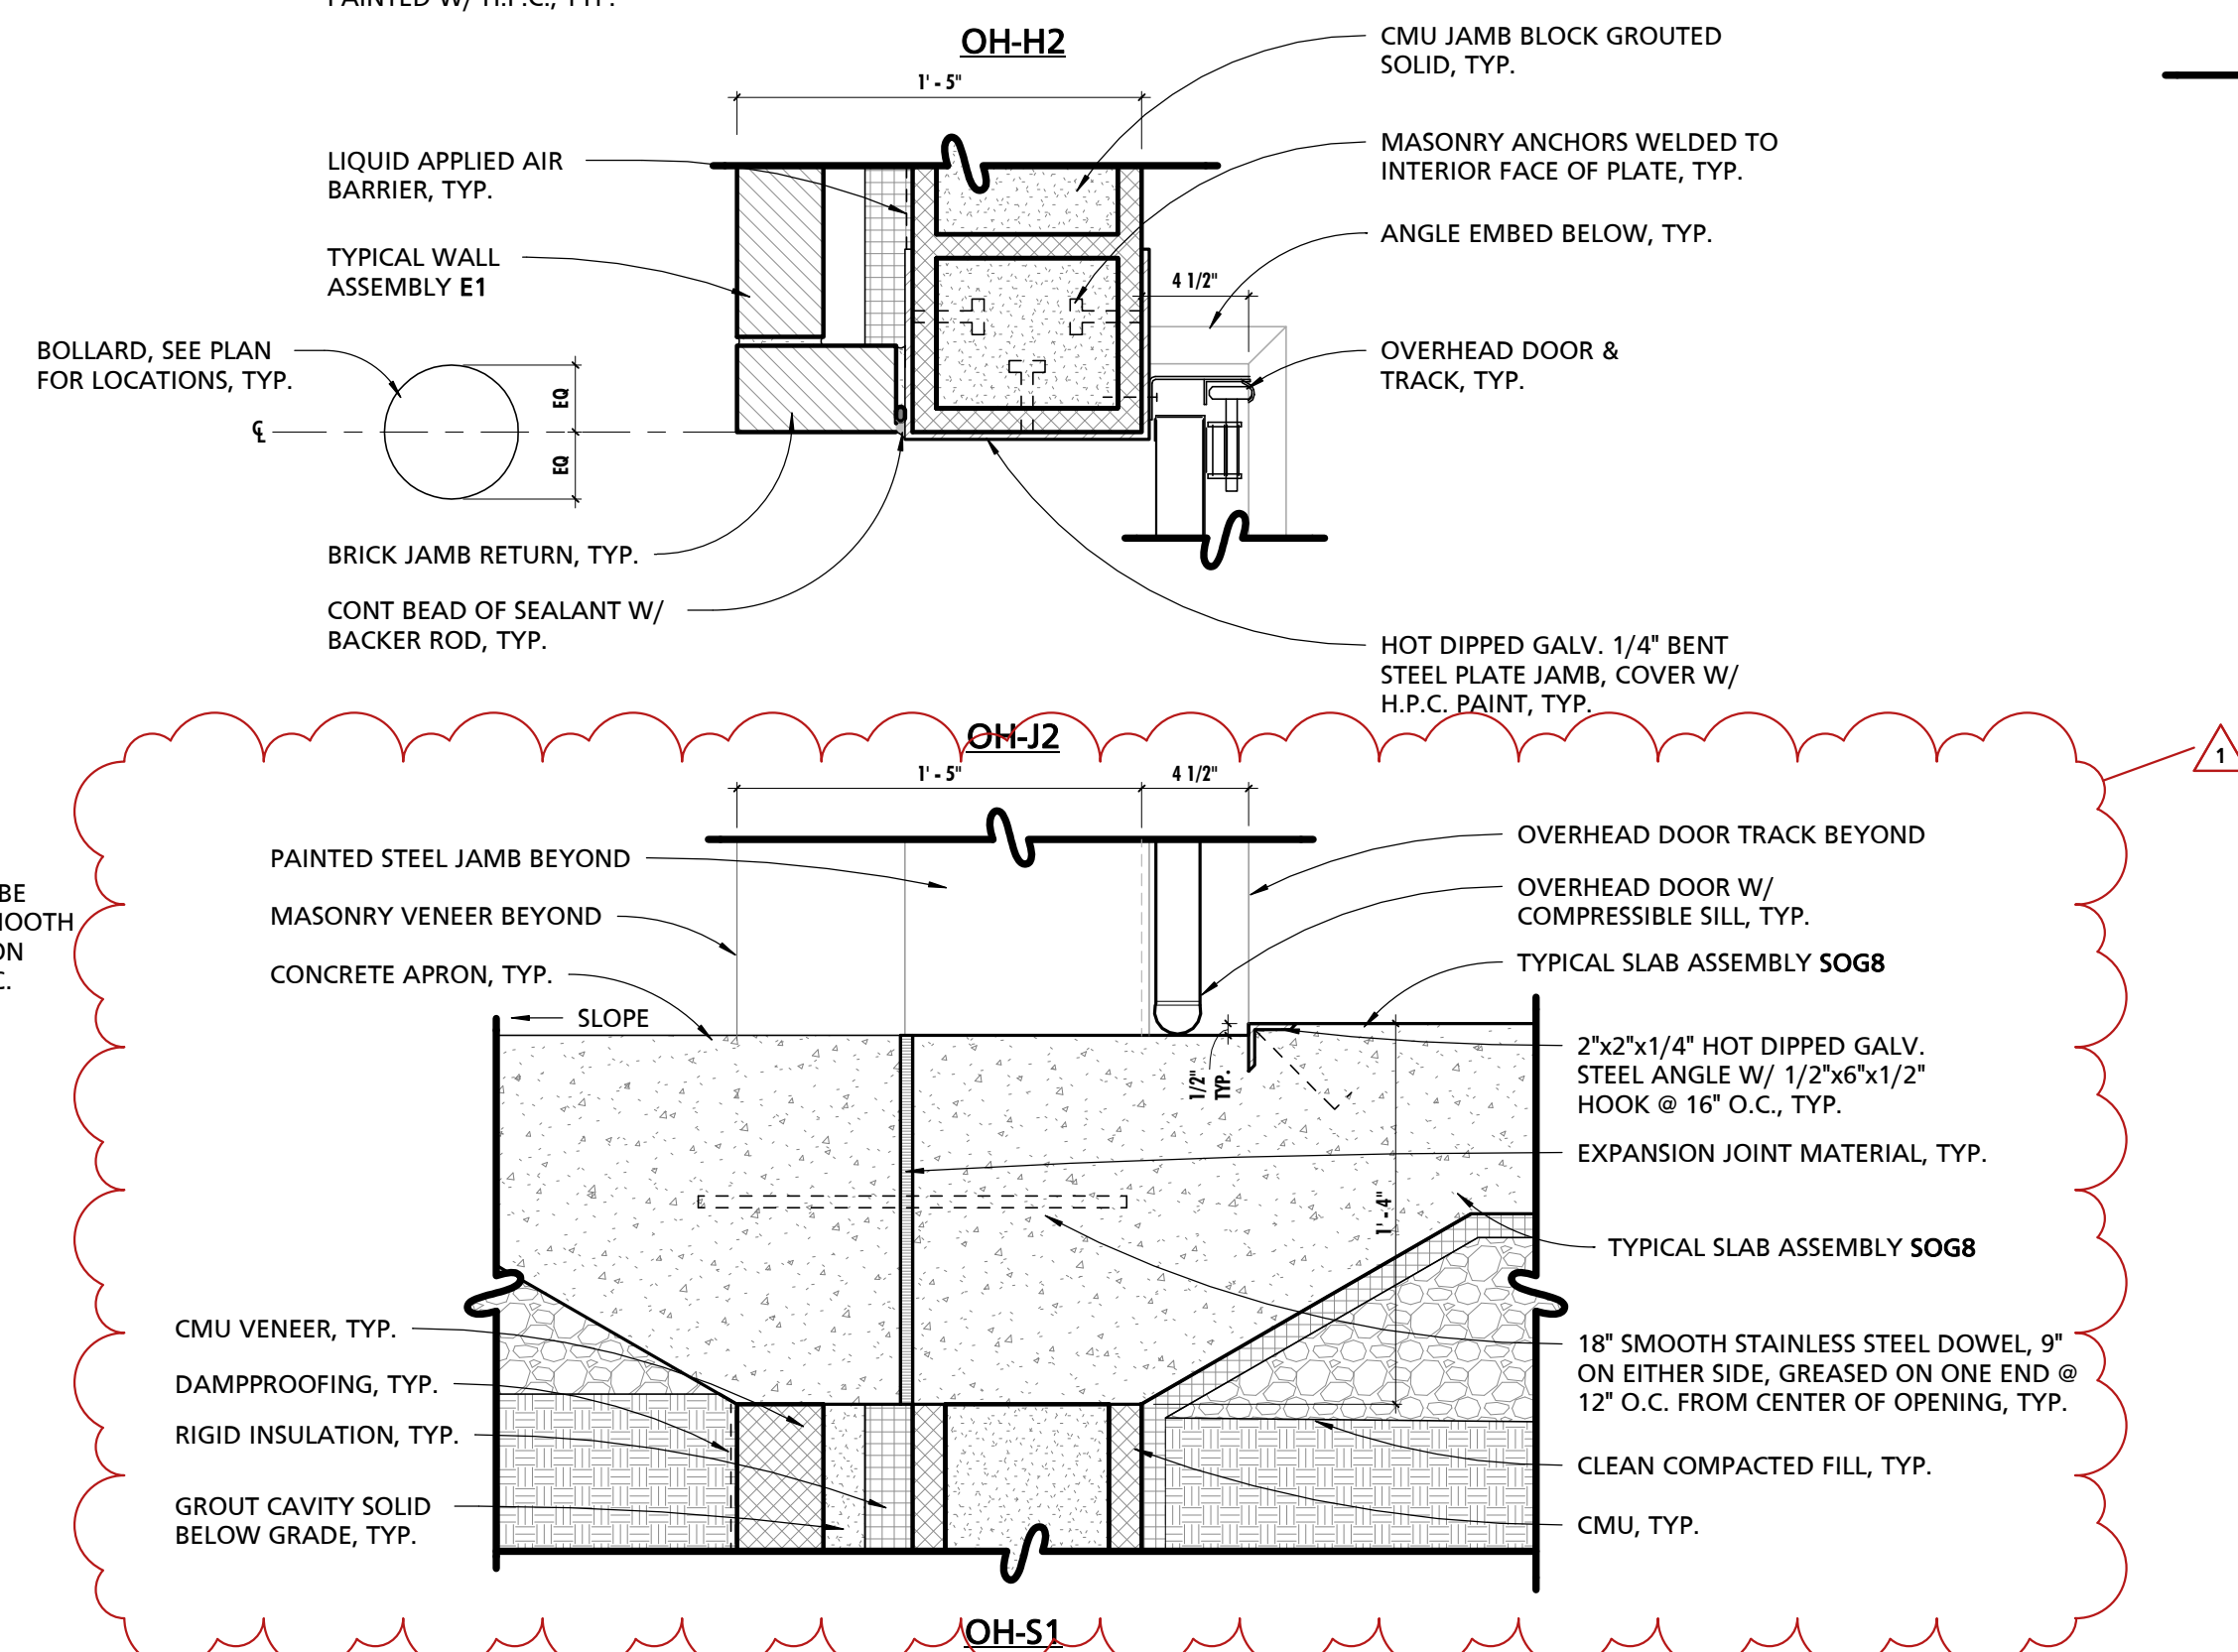 PAINTED W/ H.P.C., TYP.
OH-H2
1' - 5"
CMU JAMB BLOCK GROUTED
SOLID, TYP.
LIQUID APPLIED AIR
BARRIER, TYP.
MASONRY ANCHORS WELDED TO
INTERIOR FACE OF PLATE, TYP.
TYPICAL WALL
ASSEMBLY E1
ANGLE EMBED BELOW, TYP.
4 1/2"
BOLLARD, SEE PLAN
FOR LOCATIONS, TYP.
OVERHEAD DOOR &
TRACK, TYP.
EQ
EQ
CL
BRICK JAMB RETURN, TYP.
CONT BEAD OF SEALANT W/
BACKER ROD, TYP.
HOT DIPPED GALV. 1/4" BENT
STEEL PLATE JAMB, COVER W/
H.P.C. PAINT, TYP.
OH-J2
1
1' - 5"
4 1/2"
PAINTED STEEL JAMB BEYOND
MASONRY VENEER BEYOND
CONCRETE APRON, TYP.
SLOPE
BE
MOOTH
ON
C.
OVERHEAD DOOR TRACK BEYOND
OVERHEAD DOOR W/
COMPRESSIBLE SILL, TYP.
TYPICAL SLAB ASSEMBLY SOG8
1/2"
TYP.
2"x2"x1/4" HOT DIPPED GALV.
STEEL ANGLE W/ 1/2"x6"x1/2"
HOOK @ 16" O.C., TYP.
EXPANSION JOINT MATERIAL, TYP.
1' - 4"
TYPICAL SLAB ASSEMBLY SOG8
18" SMOOTH STAINLESS STEEL DOWEL, 9"
ON EITHER SIDE, GREASED ON ONE END @
12" O.C. FROM CENTER OF OPENING, TYP.
CLEAN COMPACTED FILL, TYP.
CMU, TYP.
CMU VENEER, TYP.
DAMPPROOFING, TYP.
RIGID INSULATION, TYP.
GROUT CAVITY SOLID
BELOW GRADE, TYP.
OH-S1